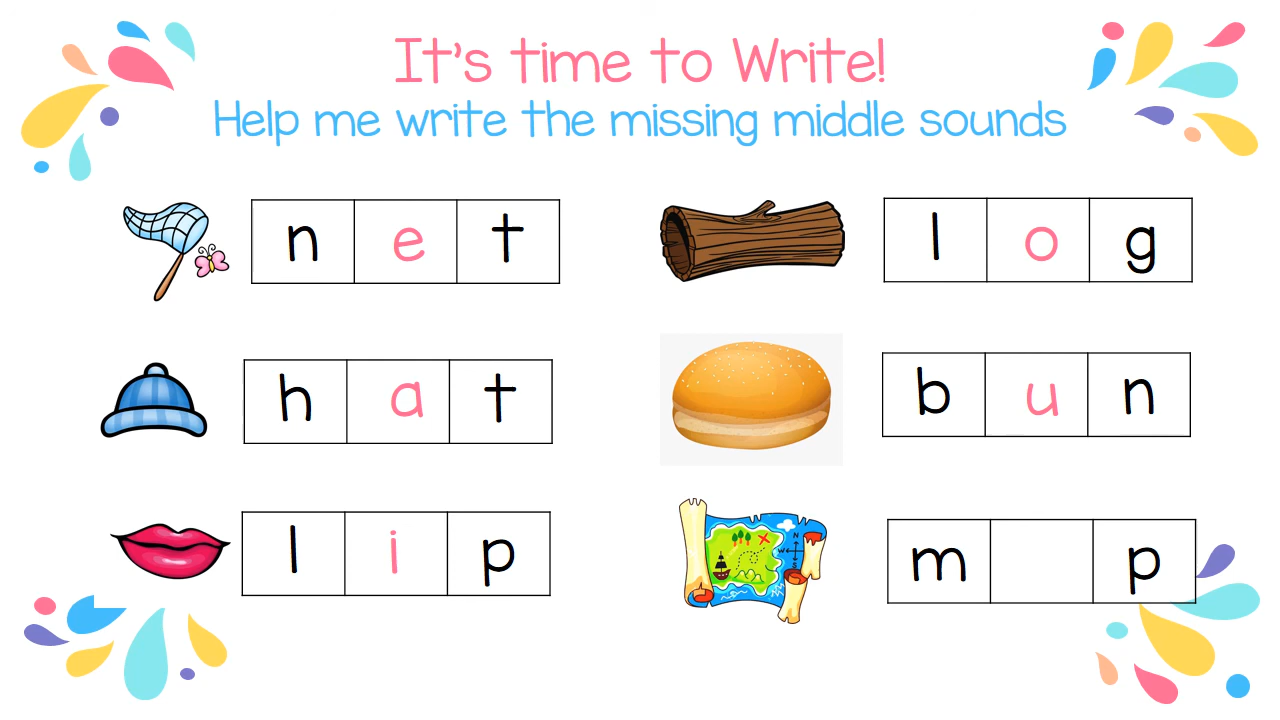 It's time to Write!
Help me write the missing middle sounds
n e t
l o g
h a t
b u n
l i p
N
W
S
m p